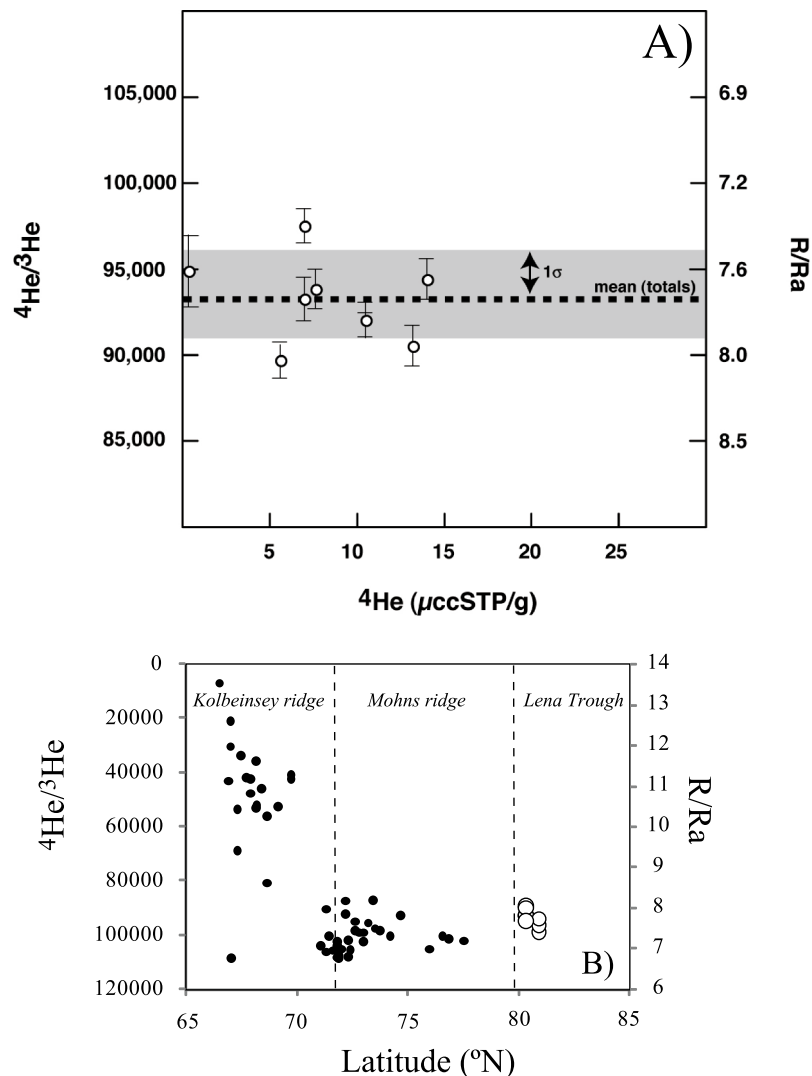 A)
105,000
100,000
95,000
90,000
85,000
⁴He/³He
6.9
7.2
7.6
8.0
8.5
R/Ra
1σ
mean (totals)
5 10 15 20 25
⁴He (µccSTP/g)
0
20000
40000
60000
80000
100000
120000
⁴He/³He
14
13
12
11
10
9
8
7
6
R/Ra
Kolbeinsey ridge Mohns ridge Lena Trough
B)
65 70 75 80 85
Latitude (ºN)